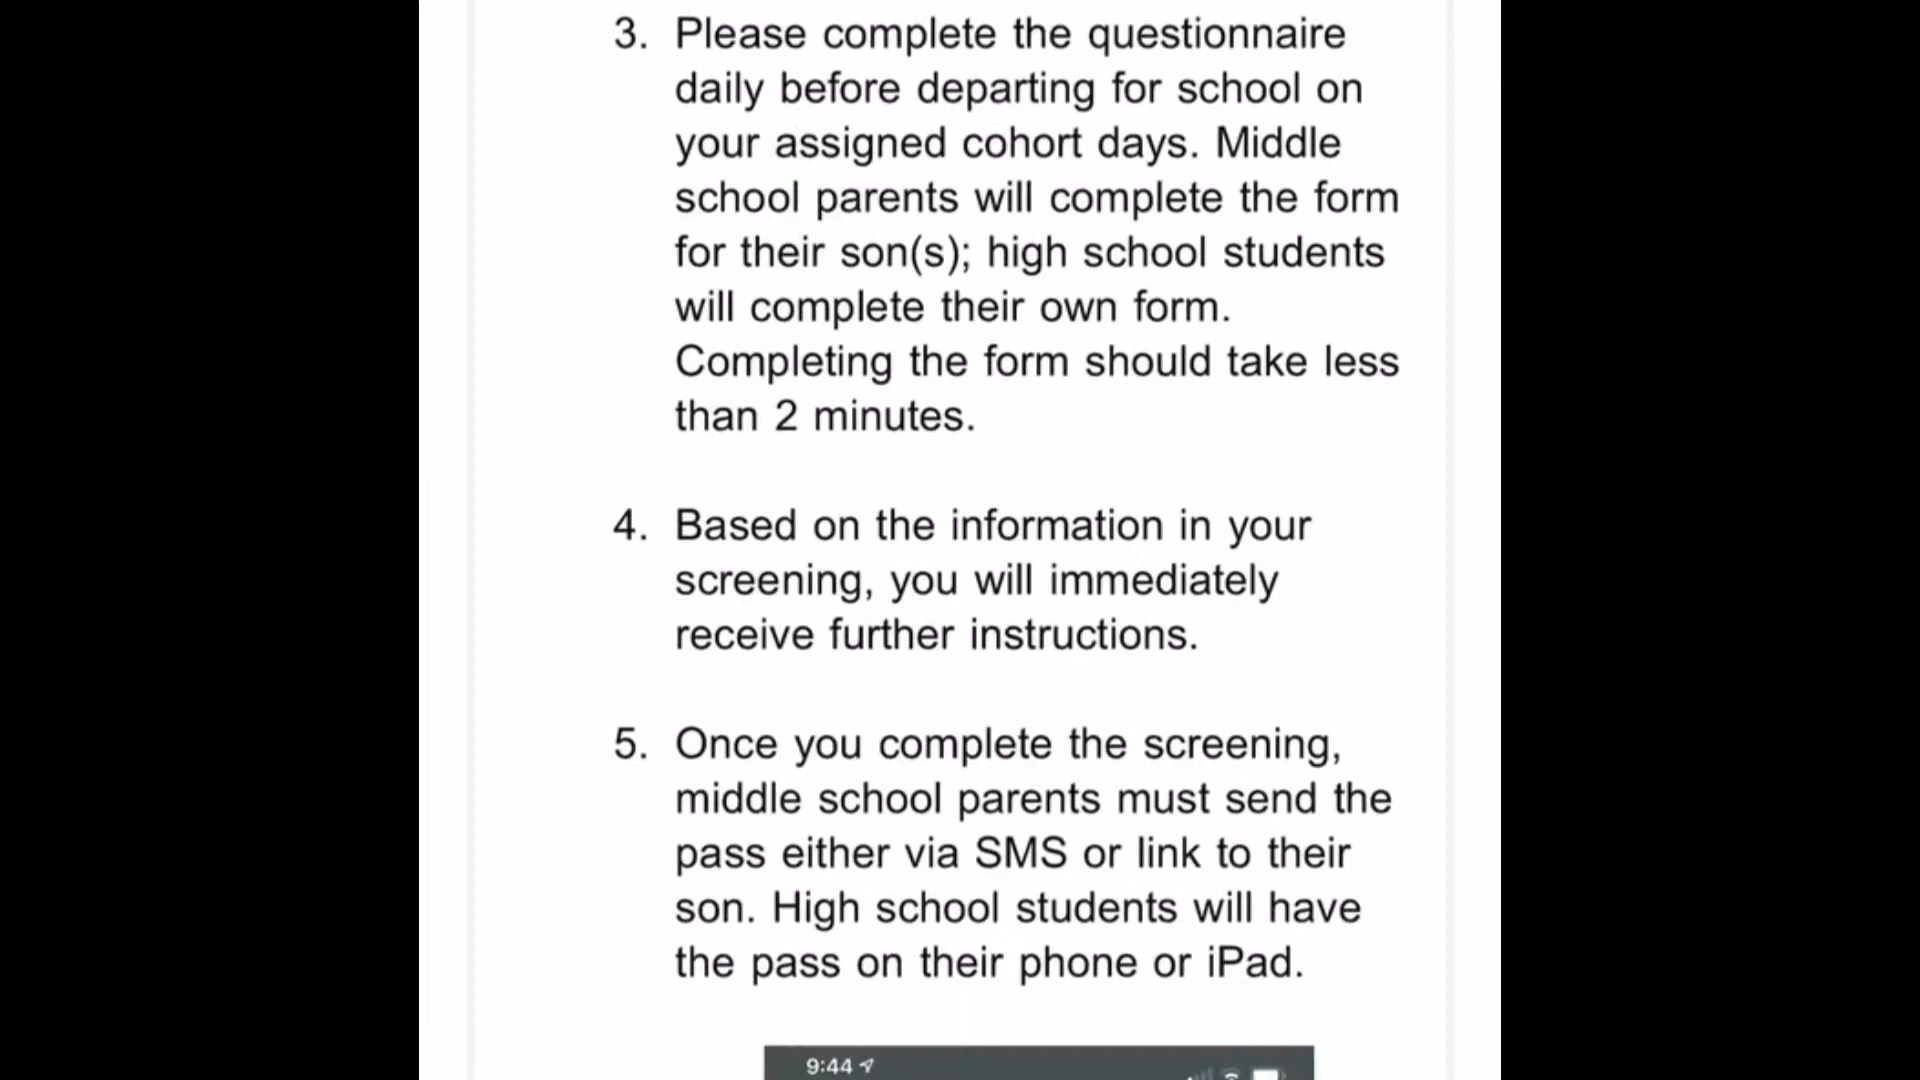 3. Please complete the questionnaire
daily before departing for school on
your assigned cohort days. Middle
school parents will complete the form
for their son(s); high school students
will complete their own form.
Completing the form should take less
than 2 minutes.
4. Based on the information in your
screening, you will immediately
receive further instructions.
5. Once you complete the screening,
middle school parents must send the
pass either via SMS or link to their
son. High school students will have
the pass on their phone or iPad.
9:44